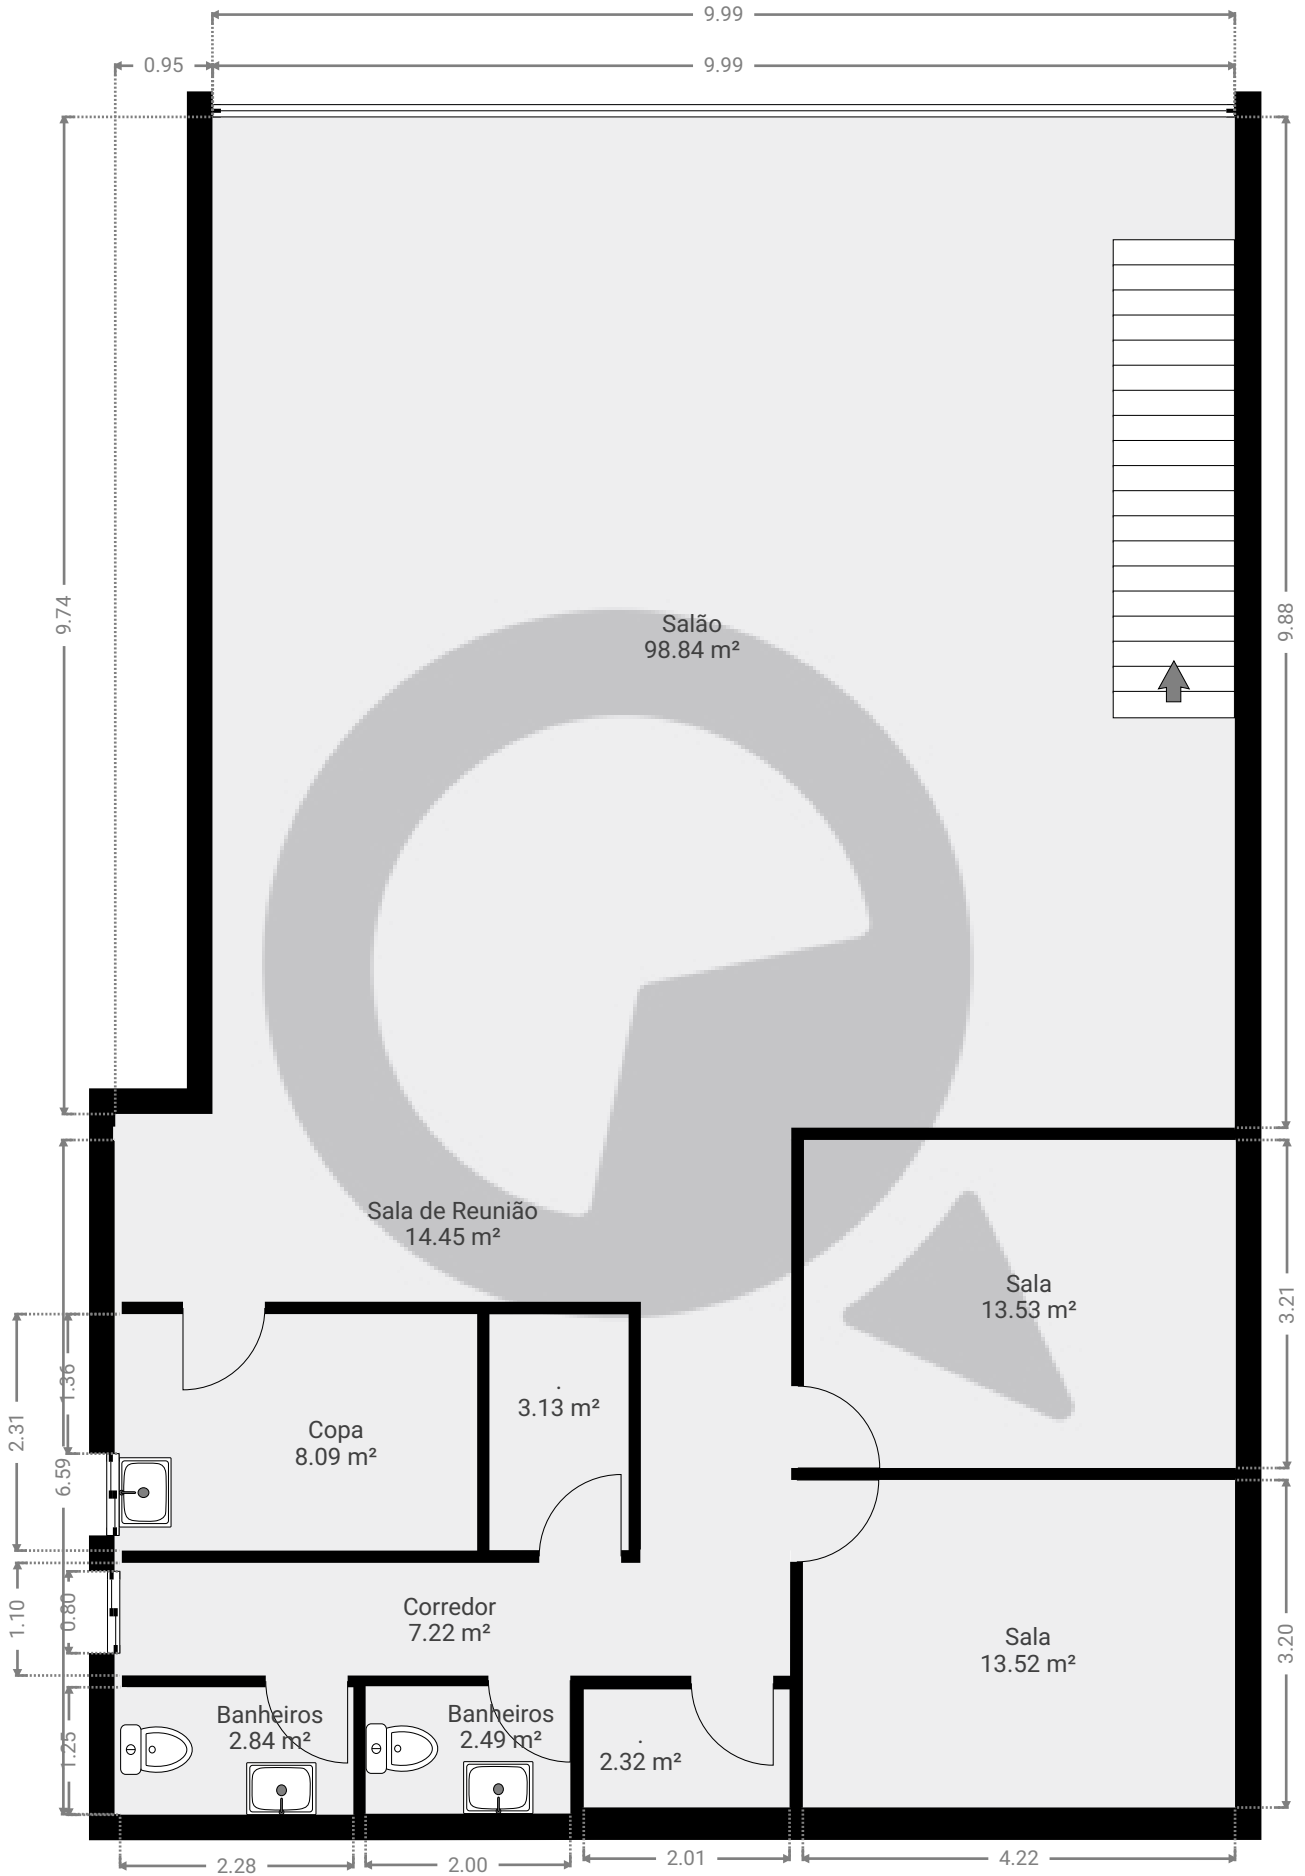 9.99
0.95
9.99
9.74
9.88
Salão
98.84 m²
Sala de Reunião
14.45 m²
Sala
13.53 m²
3.21
1.36
2.31
6.59
.
3.13 m²
Copa
8.09 m²
1.10
0.80
Corredor
7.22 m²
Sala
13.52 m²
3.20
1.25
Banheiros
2.84 m²
Banheiros
2.49 m²
.
2.32 m²
2.28
2.00
2.01
4.22